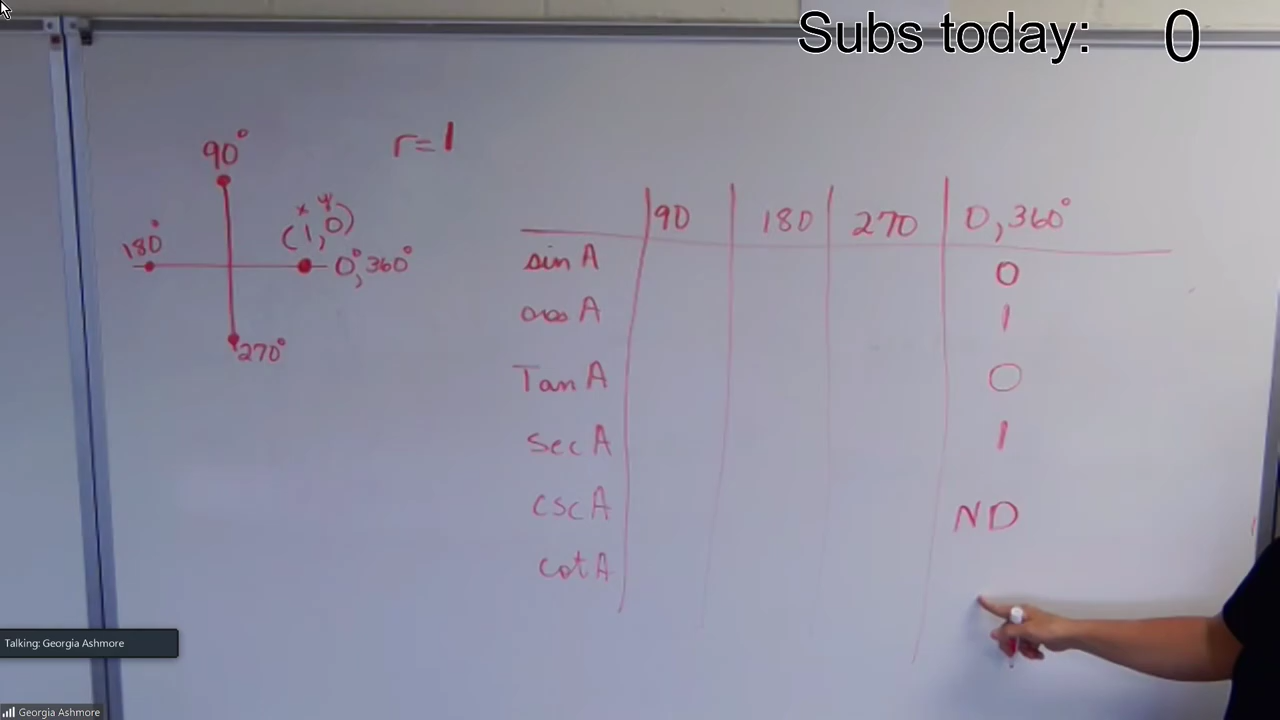 Subs today: 0
90°
r=1
180°
x y
(1,0)
0°,360°
270°
90 180 270 0,360°
sin A 0
cos A 1
Tan A 0
sec A 1
csc A ND
cot A
Talking: Georgia Ashmore
Georgia Ashmore